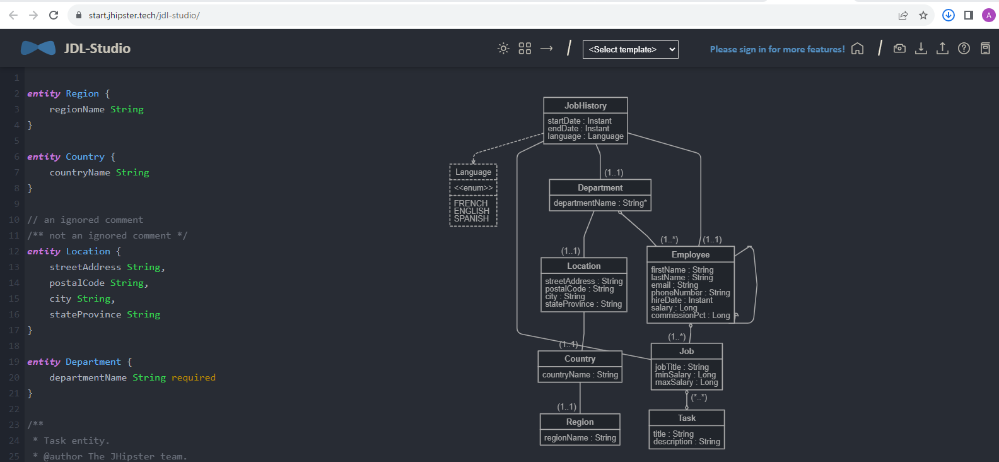 start.jhipster.tech/jdl-studio/
A
JDL-Studio
/
<Select template>
Please sign in for more features!
/
1
2 entity Region {
3 regionName String
4 }
5
6 entity Country {
7 countryName String
8 }
9
10 // an ignored comment
11 /** not an ignored comment */
12 entity Location {
13 streetAddress String,
14 postalCode String,
15 city String,
16 stateProvince String
17 }
18
19 entity Department {
20 departmentName String required
21 }
22
23 /**
24 * Task entity.
25 * @author The JHipster team.
JobHistory
startDate : Instant
endDate : Instant
language : Language
Language
<<enum>>
FRENCH
ENGLISH
SPANISH
(1..1)
Department
departmentName : String*
(1..1)
(1..*)
(1..1)
Location
streetAddress : String
postalCode : String
city : String
stateProvince : String
Employee
firstName : String
lastName : String
email : String
phoneNumber : String
hireDate : Instant
salary : Long
commissionPct : Long
(1..1)
(1..*)
Country
countryName : String
Job
jobTitle : String
minSalary : Long
maxSalary : Long
(1..1)
(*..*)
Region
regionName : String
Task
title : String
description : String